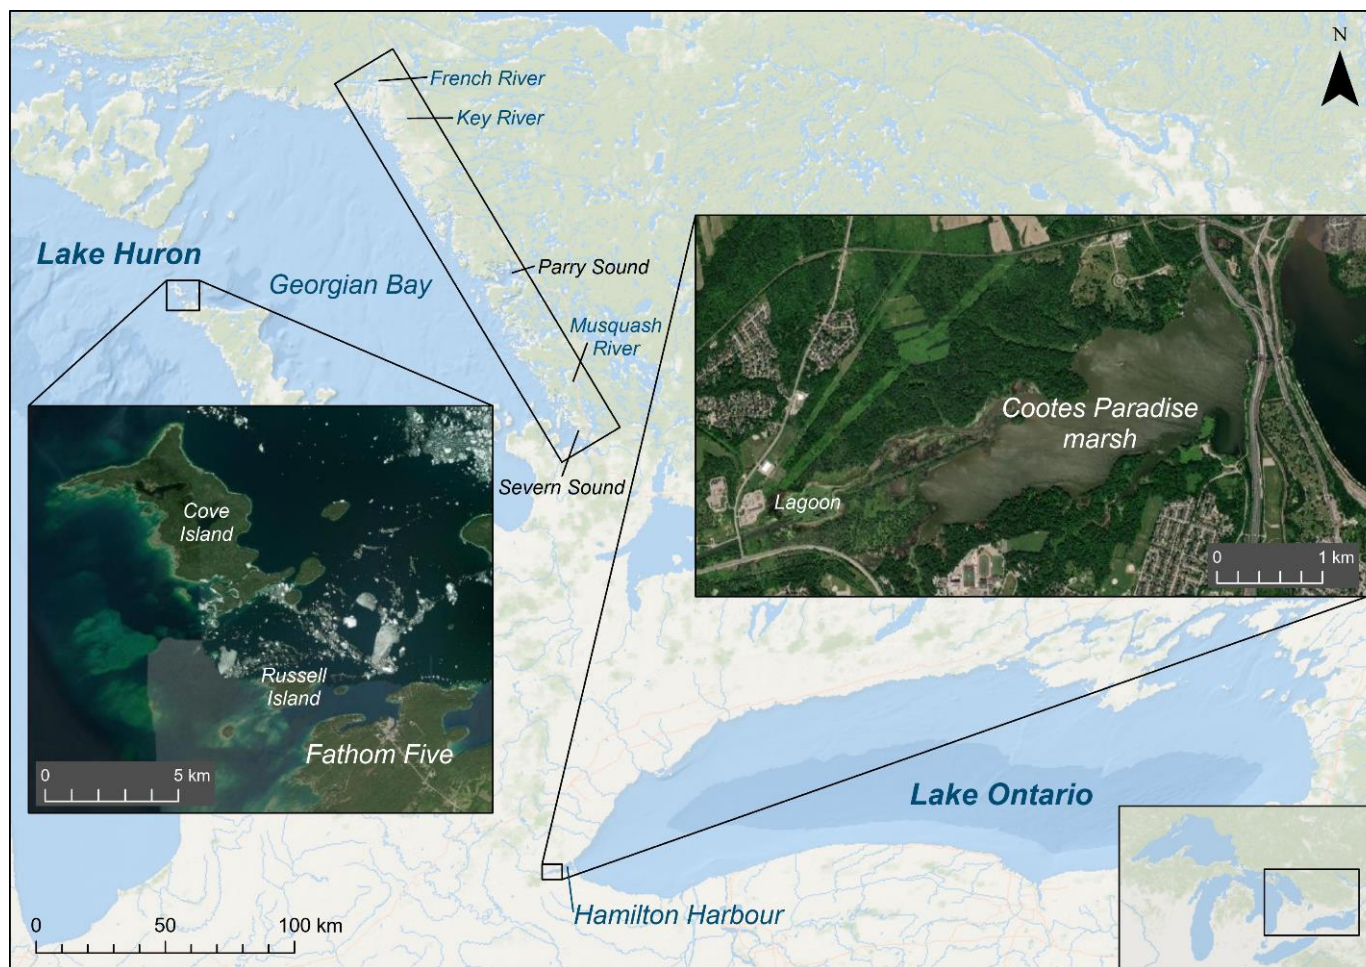 N
French River
Key River
Lake Huron
Georgian Bay
Parry Sound
Musquash
River
Severn Sound
Cootes Paradise
marsh
Lagoon
0 1 km
Cove
Island
Russell
Island
Fathom Five
0 5 km
Lake Ontario
Hamilton Harbour
0 50 100 km